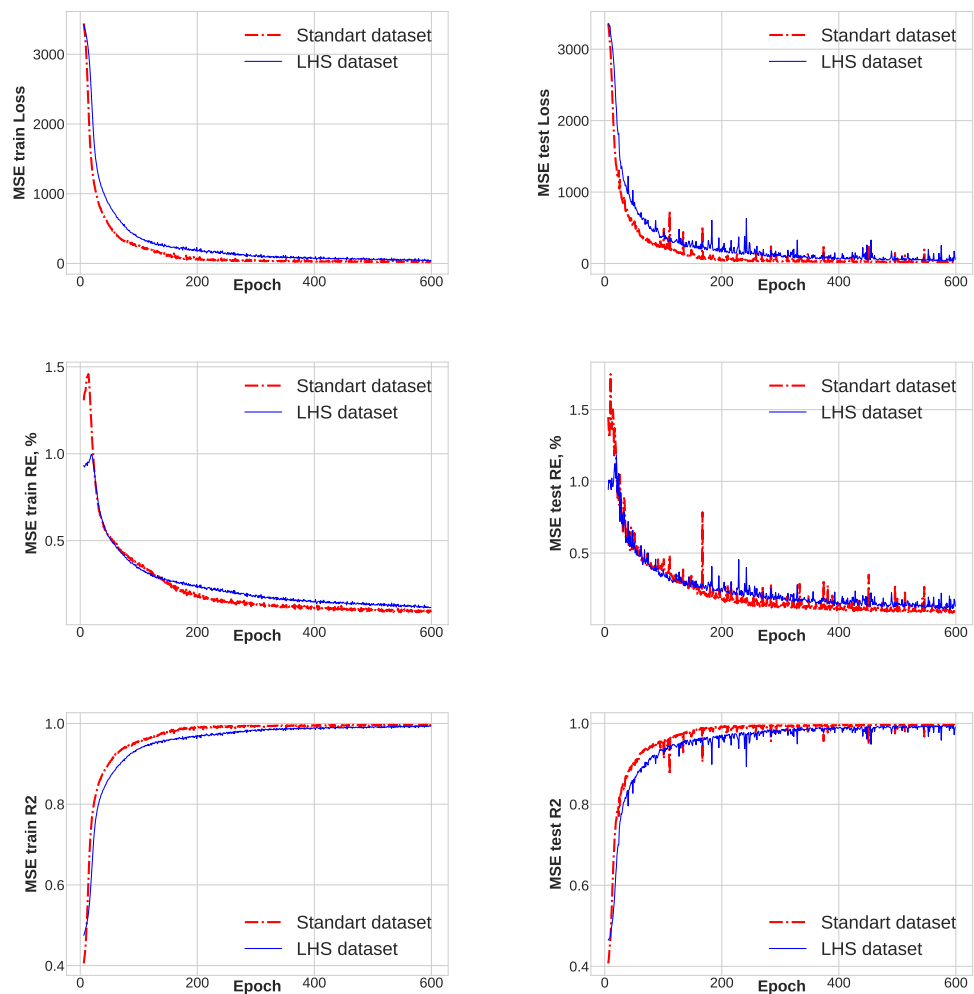 MSE train Loss
3000
2000
1000
0
Standart dataset
LHS dataset
0 200 400 600
Epoch
MSE test Loss
3000
2000
1000
0
Standart dataset
LHS dataset
0 200 400 600
Epoch
MSE train RE, %
1.5
1.0
0.5
Standart dataset
LHS dataset
0 200 400 600
Epoch
MSE test RE, %
1.5
1.0
0.5
Standart dataset
LHS dataset
0 200 400 600
Epoch
MSE train R2
1.0
0.8
0.6
0.4
Standart dataset
LHS dataset
0 200 400 600
Epoch
MSE test R2
1.0
0.8
0.6
0.4
Standart dataset
LHS dataset
0 200 400 600
Epoch